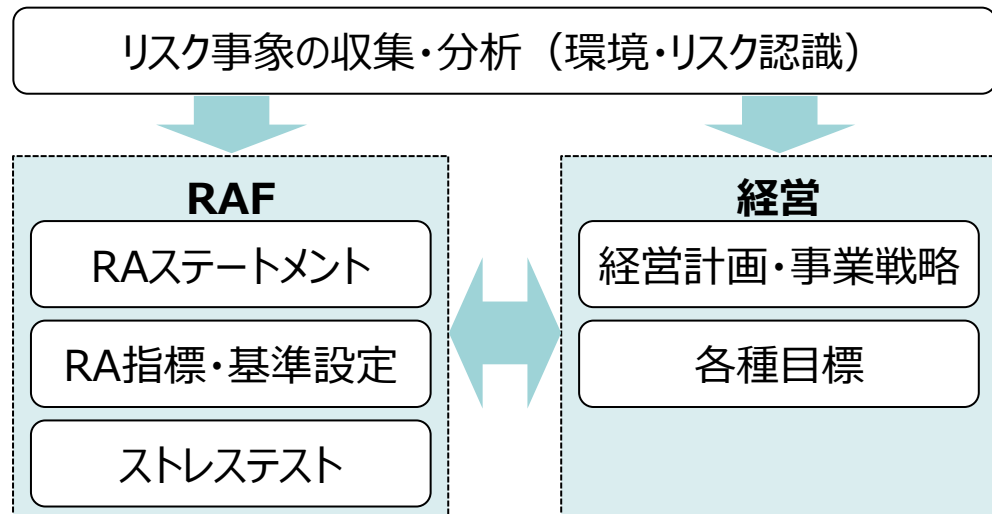 リスク事象の収集・分析（環境・リスク認識）
RAF
RAステートメント
RA指標・基準設定
ストレステスト
経営
経営計画・事業戦略
各種目標